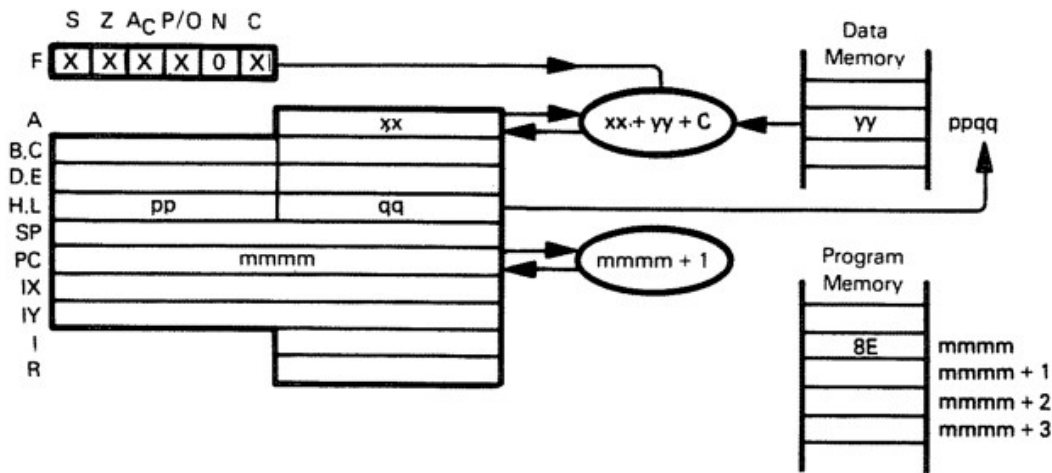 S Z AC P/O N C
F X X X X 0 X
Data
Memory
A xx
xx + yy + C
yy ppqq
B,C
D,E
H,L pp qq
SP
PC mmmm
mmmm + 1
IX
IY
I
R
Program
Memory
8E mmmm
mmmm + 1
mmmm + 2
mmmm + 3